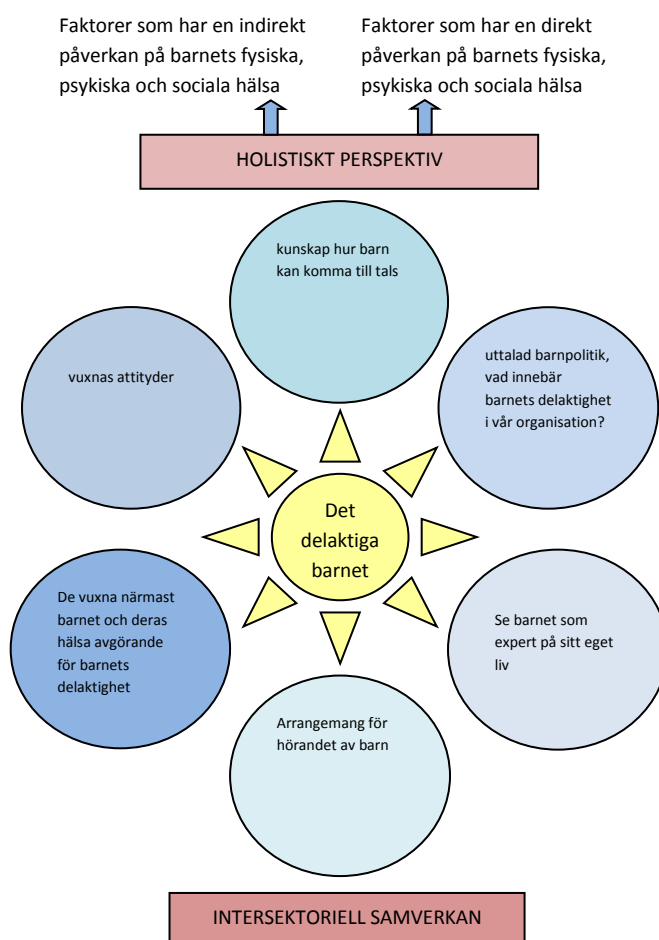 Faktorer som har en indirekt
påverkan på barnets fysiska,
psykiska och sociala hälsa
Faktorer som har en direkt
påverkan på barnets fysiska,
psykiska och sociala hälsa
HOLISTISKT PERSPEKTIV
kunskap hur barn
kan komma till tals
vuxnas attityder
uttalad barnpolitik,
vad innebär
barnets delaktighet
i vår organisation?
Det
delaktiga
barnet
De vuxna närmast
barnet och deras
hälsa avgörande
för barnets
delaktighet
Se barnet som
expert på sitt eget
liv
Arrangemang för
hörandet av barn
INTERSEKTORIELL SAMVERKAN